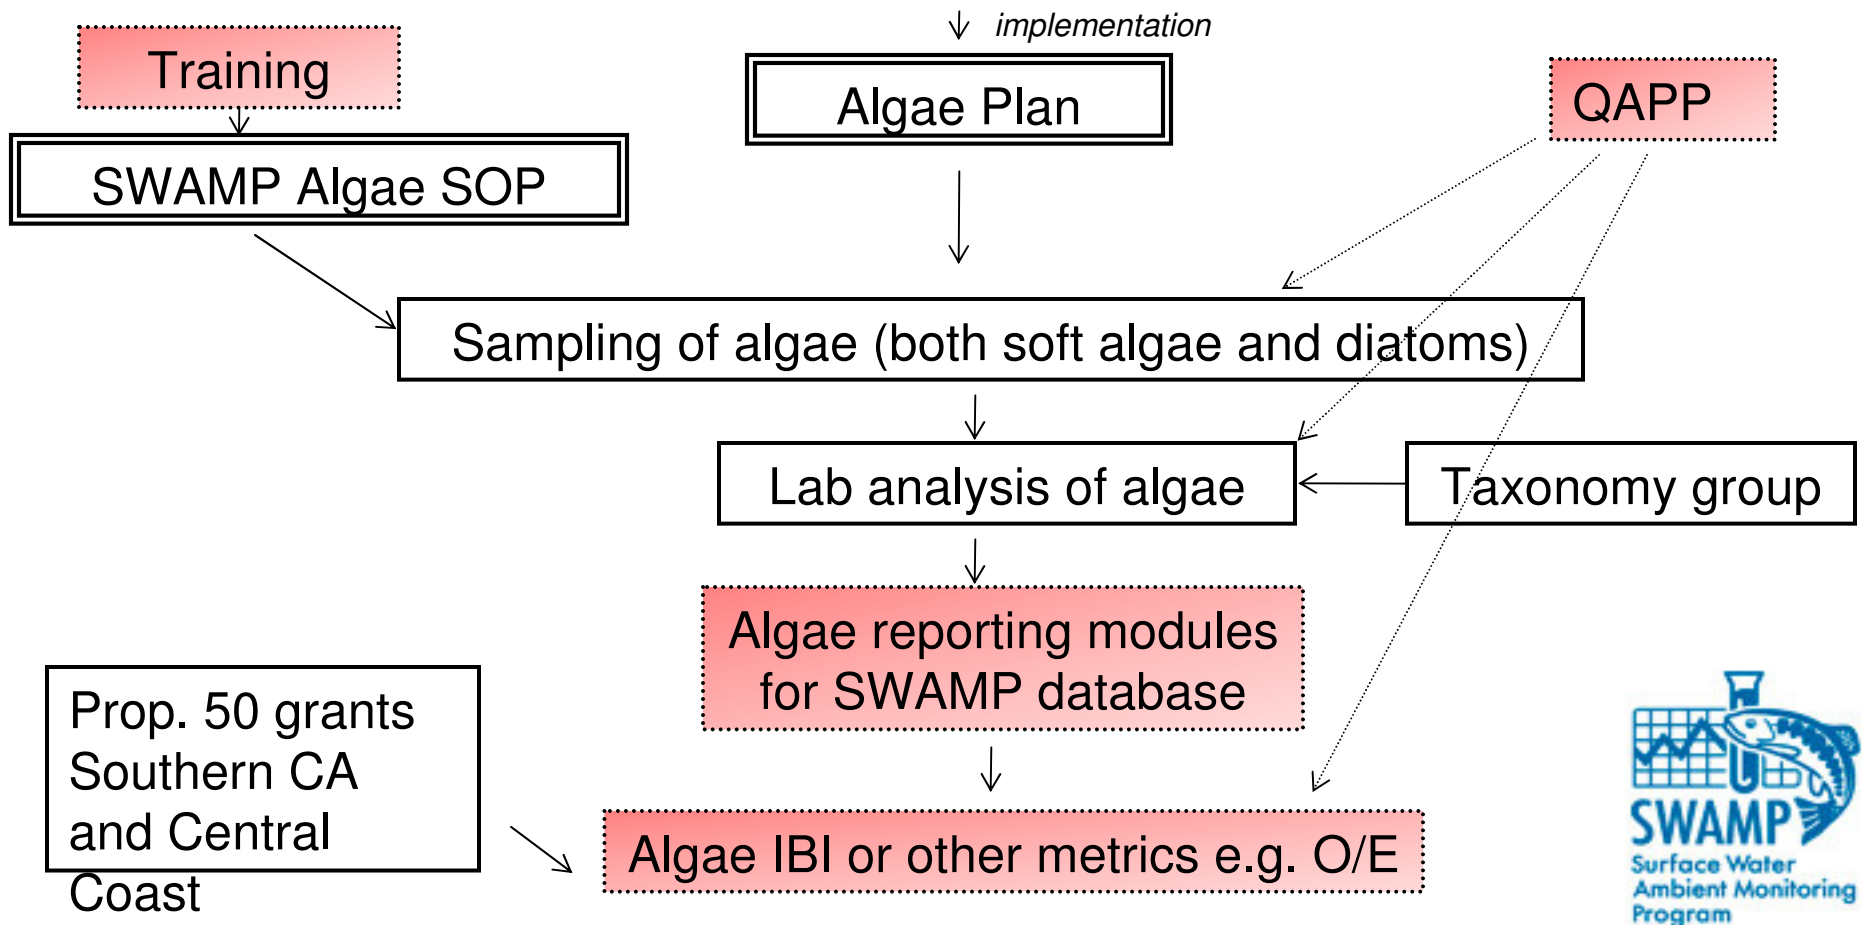 implementation
Training
Algae Plan
QAPP
SWAMP Algae SOP
Sampling of algae (both soft algae and diatoms)
Lab analysis of algae
Taxonomy group
Algae reporting modules
for SWAMP database
Prop. 50 grants
Southern CA
and Central
Coast
Algae IBI or other metrics e.g. O/E
SWAMP
Surface Water
Ambient Monitoring
Program